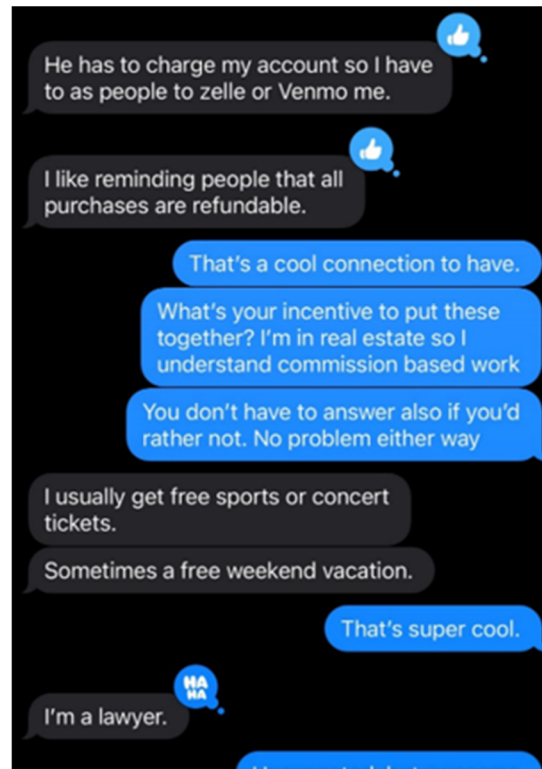 He has to charge my account so I have
to as people to zelle or Venmo me.
I like reminding people that all
purchases are refundable.
That's a cool connection to have.
What's your incentive to put these
together? I'm in real estate so I
understand commission based work
You don't have to answer also if you'd
rather not. No problem either way
I usually get free sports or concert
tickets.
Sometimes a free weekend vacation.
That's super cool.
HA
HA
I'm a lawyer.